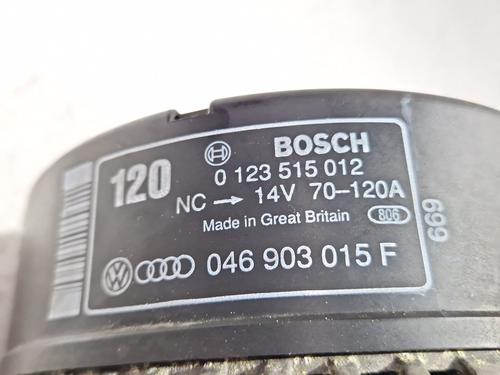 120
BOSCH
0 123 515 012
NC → 14V 70-120A
Made in Great Britain 806
046 903 015 F
669